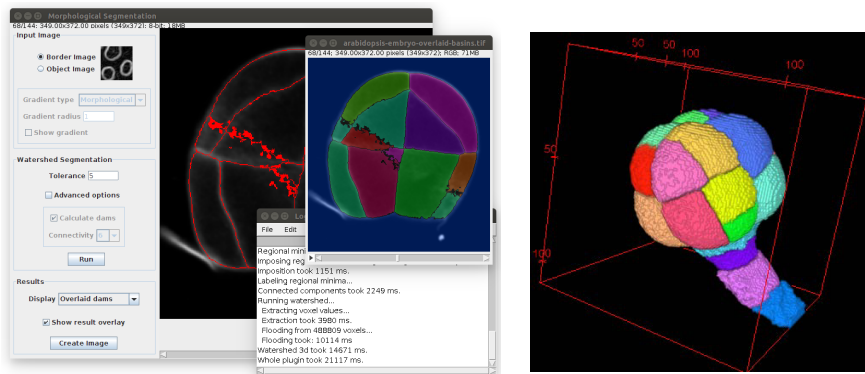 Morphological Segmentation
68/144; 349.00x372.00 pixels (349x372); 8-bit; 18MB
Input Image
Border Image
Object Image
Gradient type Morphological
Gradient radius 1
Show gradient
Watershed Segmentation
Tolerance 5
Advanced options
Calculate dams
Connectivity 6
Run
Results
Display Overlaid dams
Show result overlay
Create Image
arabidopsis-embryo-overlaid-basins.tif
68/144; 349.00x372.00 pixels (349x372); RGB; 71MB
File Edit
Regional mini
Imposing reg
Imposition took 1151 ms.
Labeling regional minima...
Connected components took 2249 ms.
Running watershed...
Extracting voxel values...
Extraction took 3980 ms.
Flooding from 488809 voxels...
Flooding took: 10114 ms
Watershed 3d took 14671 ms.
Whole plugin took 21117 ms.
50
50
100
100
50
100